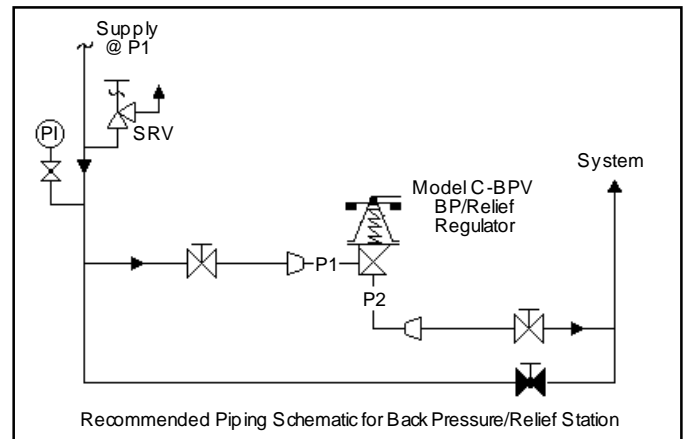 Supply
@ P1
PI
SRV
System
Model C-BPV
BP/Relief
Regulator
P1
P2
Recommended Piping Schematic for Back Pressure/Relief Station